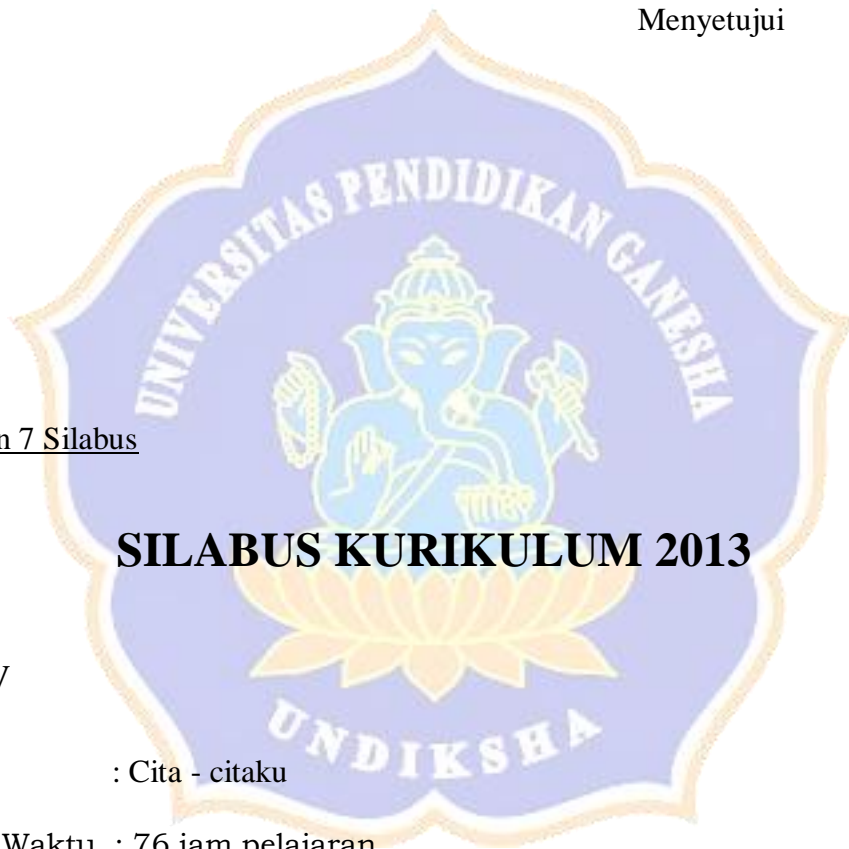 Menyetujui
UNIVERSITAS PENDIDIKAN GANESHA
n 7 Silabus
SILABUS KURIKULUM 2013
: Cita - citaku
UNDIKSHA
Waktu : 76 jam pelajaran